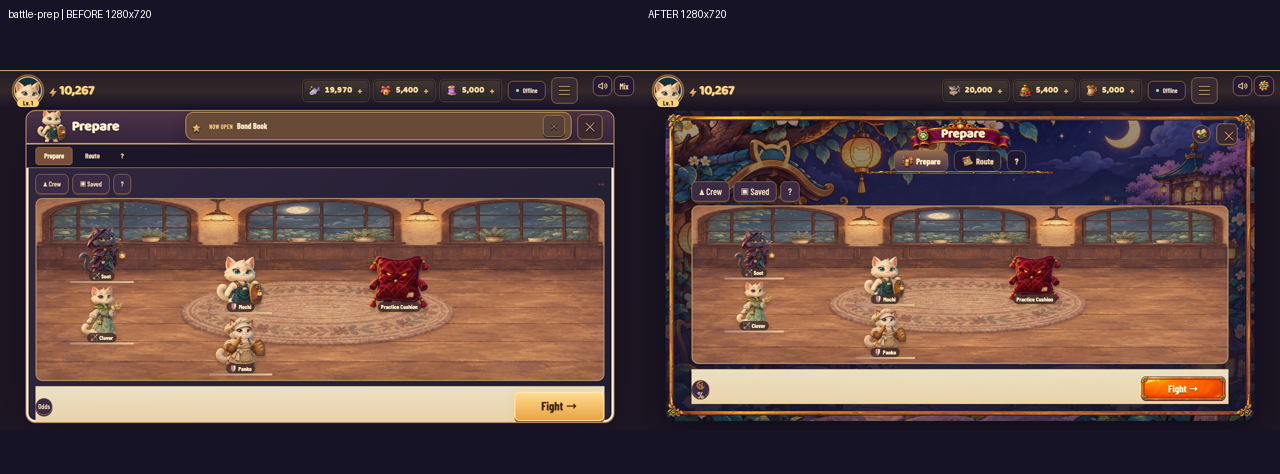 battle-prep | BEFORE 1280x720
AFTER 1280x720
Lv.1
10,267
19,970 +
5,400 +
5,000 +
Offline
Mix
Prepare
NOW OPEN Bond Book
Prepare
Route
?
Crew
Saved
?
Soot
Mochi
Practice Cushion
Clover
Panko
Odds
Fight →
Lv.1
10,267
20,000 +
5,400 +
5,000 +
Offline
Prepare
Prepare
Route
?
Crew
Saved
?
Soot
Mochi
Practice Cushion
Clover
Panko
%
Fight →